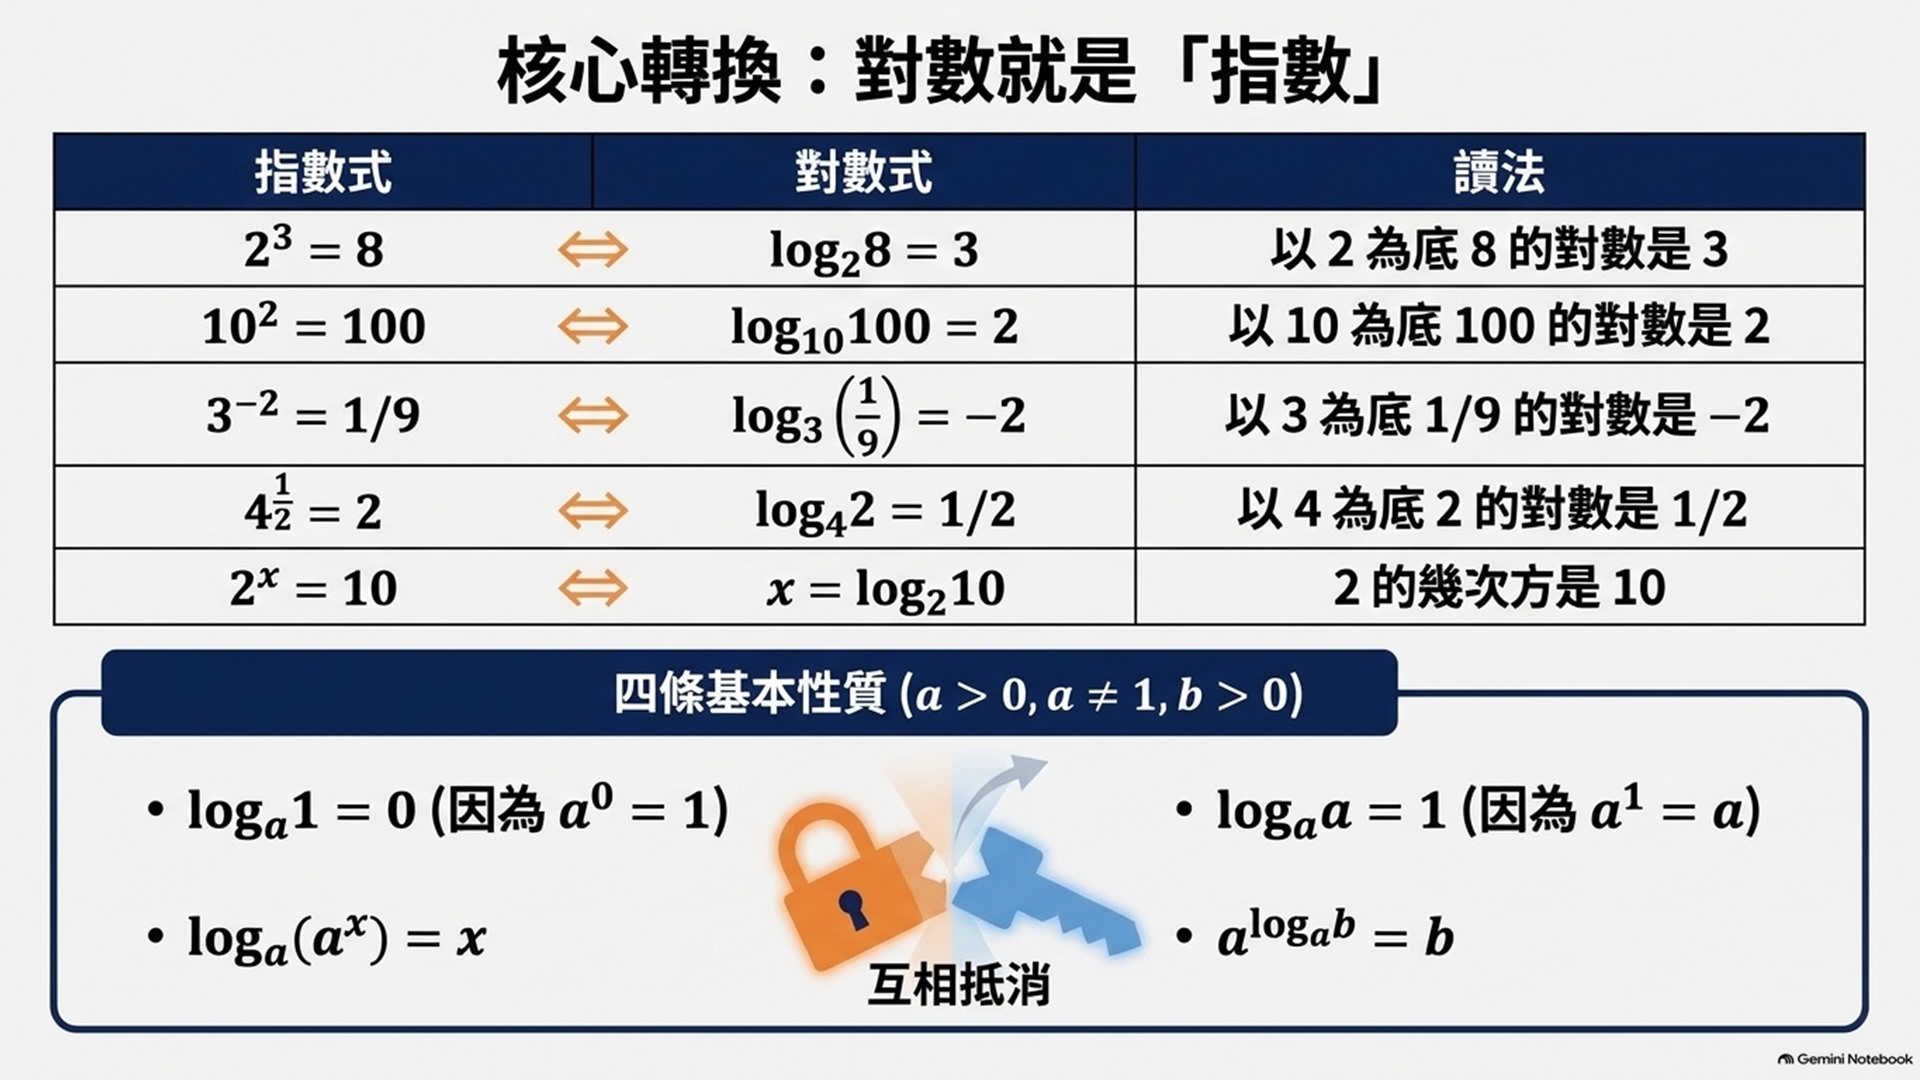 核心轉換：對數就是「指數」
指數式 對數式 讀法
2³ = 8 ⇔ log₂8 = 3 以 2 為底 8 的對數是 3
10² = 100 ⇔ log₁₀100 = 2 以 10 為底 100 的對數是 2
3⁻² = 1/9 ⇔ log₃(1/9) = −2 以 3 為底 1/9 的對數是 −2
4^(1/2) = 2 ⇔ log₄2 = 1/2 以 4 為底 2 的對數是 1/2
2ˣ = 10 ⇔ x = log₂10 2 的幾次方是 10
四條基本性質 (a > 0, a ≠ 1, b > 0)
• logₐ1 = 0 (因為 a⁰ = 1)
• logₐa = 1 (因為 a¹ = a)
• logₐ(aˣ) = x
• a^(logₐb) = b
互相抵消
Gemini Notebook